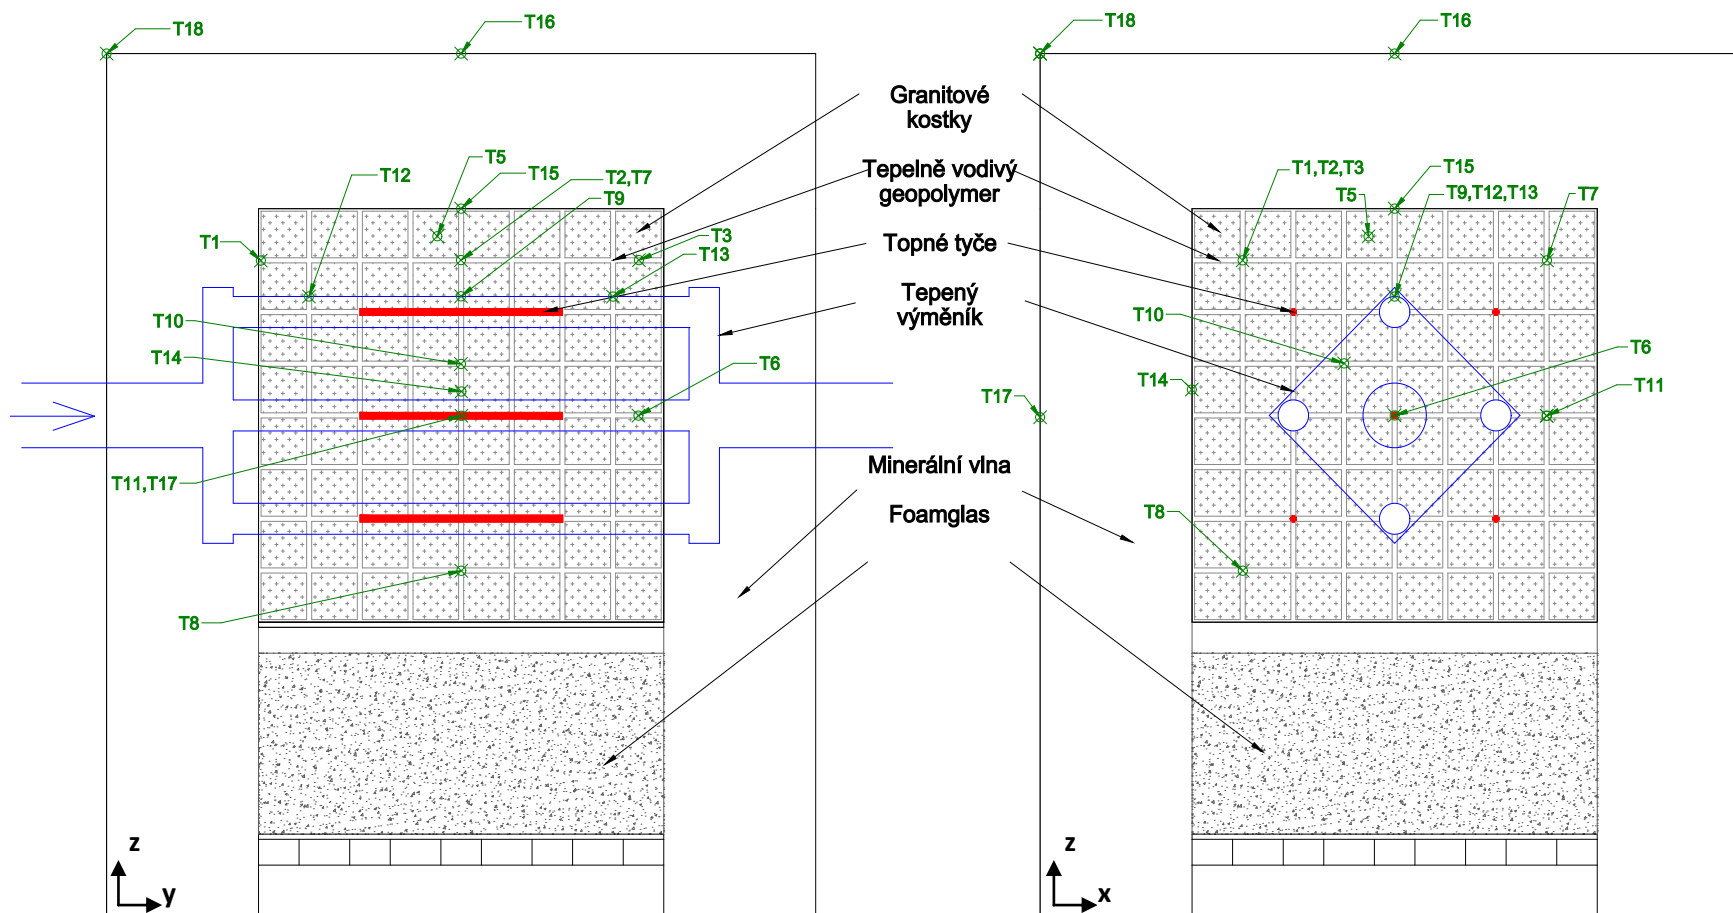 T18
T16
T18
T16
Granitové
kostky
T5
T15
T12
T2,T7
T9
Tepelně vodivý
geopolymer
T1,T2,T3
T15
T5
T9,T12,T13
T7
T1
T3
T13
Topné tyče
Tepený
výměník
T10
T14
T6
T10
T14
T6
T17
T11
T11,T17
Minerální vlna
Foamglas
T8
T8
z
y
z
x